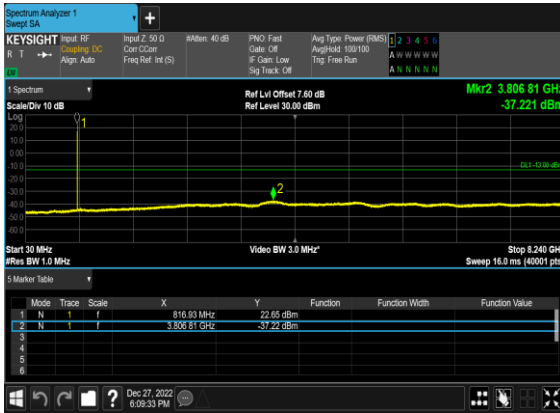 Spectrum Analyzer 1
Swept SA
+
KEYSIGHT Input: RF Input Z: 50 Ω #Atten: 40 dB PNO: Fast Avg Type: Power (RMS) 1 2 3 4 5 6
R T Coupling: DC Corr CCorr Gate: Off Avg|Hold: 100/100 A W W W W W
Align: Auto Freq Ref: Int (S) IF Gain: Low Trig: Free Run
Sig Track: Off A N N N N N
1 Spectrum
Scale/Div 10 dB
Ref Lvl Offset 7.60 dB
Ref Level 30.00 dBm
Mkr2 3.806 81 GHz
-37.221 dBm
Log
1
20.0
10.0
0.00
-10.0
DL1 -13.00 dBm
-20.0
-30.0
2
-40.0
-50.0
-60.0
Start 30 MHz Video BW 3.0 MHz* Stop 8.240 GHz
#Res BW 1.0 MHz Sweep 16.0 ms (40001 pts)
5 Marker Table
Mode Trace Scale X Y Function Function Width Function Value
1 N 1 f 816.93 MHz 22.65 dBm
2 N 1 f 3.806 81 GHz -37.22 dBm
3
4
5
6
?
Dec 27, 2022
6:09:33 PM